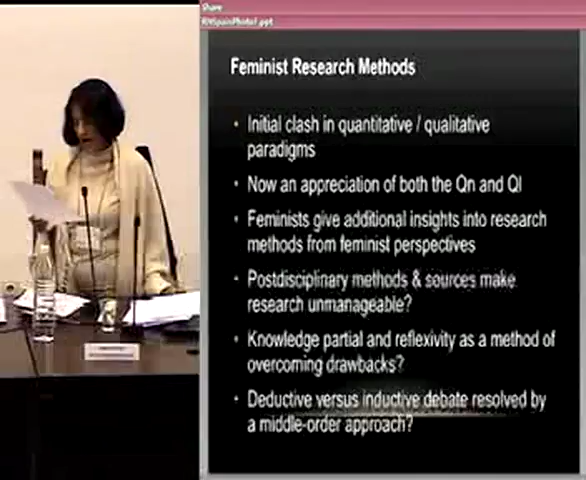 Share
Feminist Research Methods
• Initial clash in quantitative / qualitative
paradigms
• Now an appreciation of both the Qn and Ql
• Feminists give additional insights into research
methods from feminist perspectives
• Postdisciplinary methods & sources make
research unmanageable?
• Knowledge partial and reflexivity as a method of
overcoming drawbacks?
• Deductive versus inductive debate resolved by
a middle-order approach?